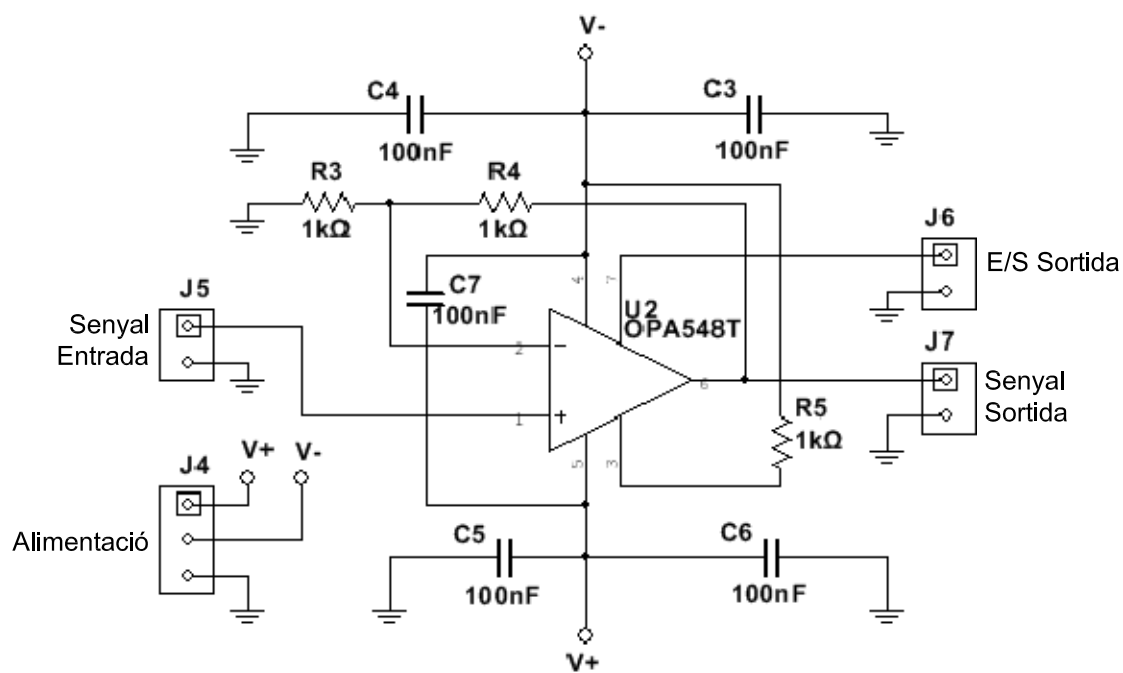 V-
C4
100nF
C3
100nF
R3
1kΩ
R4
1kΩ
J6
E/S Sortida
4
7
C7
100nF
U2
OPA548T
J5
Senyal
Entrada
2
1
6
J7
Senyal
Sortida
R5
1kΩ
5
3
J4
V+
V-
Alimentació
C5
100nF
C6
100nF
V+